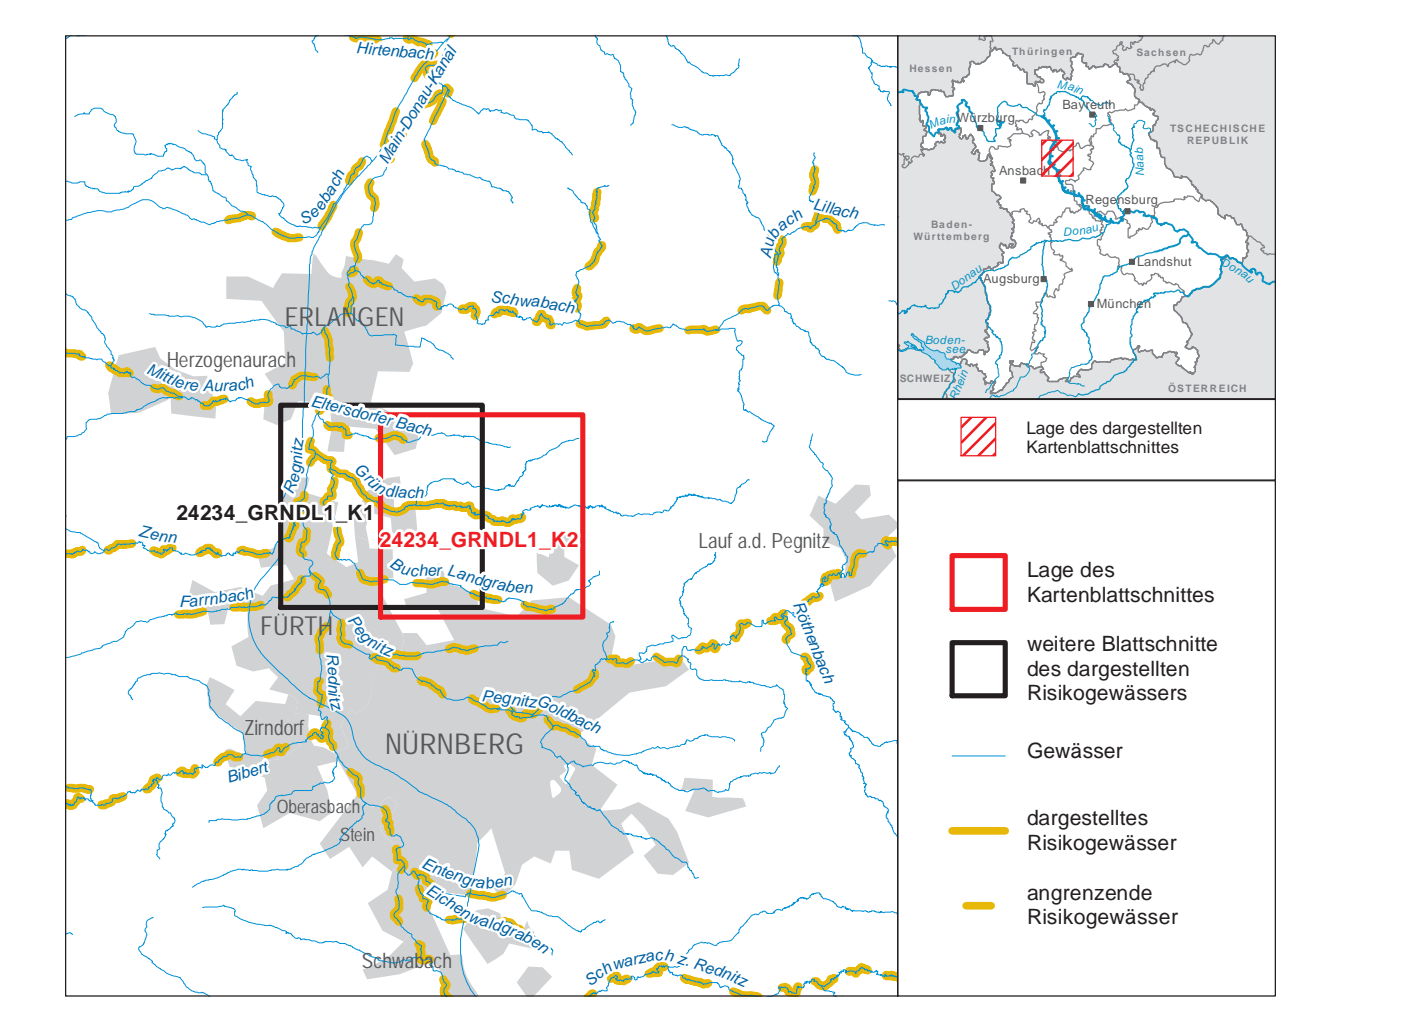 Hirtenbach
Main-Donau-Kanal
Seebach
Lillach
Aubach
Schwabach
ERLANGEN
Herzogenaurach
Mittlere Aurach
Eltersdorfer Bach
Regnitz
Gründlach
24234_GRNDL1_K1
24234_GRNDL1_K2
Zenn
Lauf a.d. Pegnitz
Bucher Landgraben
Farrnbach
FÜRTH
Pegnitz
Röthenbach
Rednitz
Pegnitz
Goldbach
Zirndorf
NÜRNBERG
Bibert
Oberasbach
Stein
Entengraben
Eichenwaldgraben
Schwabach
Schwarzach z. Rednitz
Thüringen
Sachsen
Hessen
Main
Bayreuth
Main
Würzburg
TSCHECHISCHE
REPUBLIK
Naab
Ansbach
Regensburg
Baden-
Württemberg
Donau
Landshut
Donau
Donau
Augsburg
München
Boden-
see
SCHWEIZ
Rhein
ÖSTERREICH
Lage des dargestellten
Kartenblattschnittes
Lage des
Kartenblattschnittes
weitere Blattschnitte
des dargestellten
Risikogewässers
Gewässer
dargestelltes
Risikogewässer
angrenzende
Risikogewässer